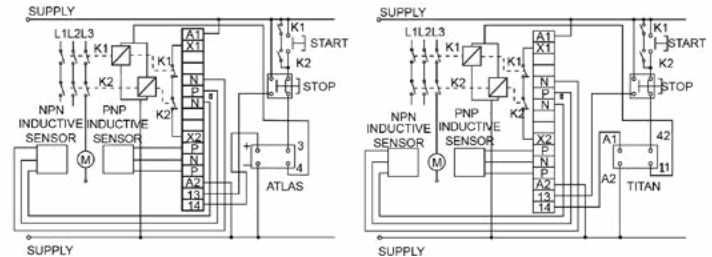 SUPPLY
L1L2L3
K1
K2
NPN
INDUCTIVE
SENSOR
PNP
INDUCTIVE
SENSOR
M
K1
K2
A1
X1
N
P
N
X2
P
N
P
A2
13
14
K1
START
K2
STOP
+
3
4
ATLAS
SUPPLY
SUPPLY
L1L2L3
K1
K2
NPN
INDUCTIVE
SENSOR
PNP
INDUCTIVE
SENSOR
M
K1
K2
A1
X1
N
P
N
X2
P
N
P
A2
13
14
K1
START
K2
STOP
A1
42
A2
11
TITAN
SUPPLY